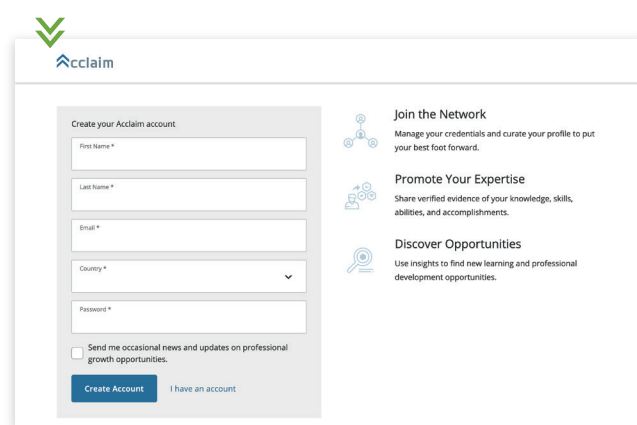 Acclaim
Create your Acclaim account
First Name *
Last Name *
Email *
Country *
Password *
Send me occasional news and updates on professional
growth opportunities.
Create Account
I have an account
Join the Network
Manage your credentials and curate your profile to put
your best foot forward.
Promote Your Expertise
Share verified evidence of your knowledge, skills,
abilities, and accomplishments.
Discover Opportunities
Use insights to find new learning and professional
development opportunities.